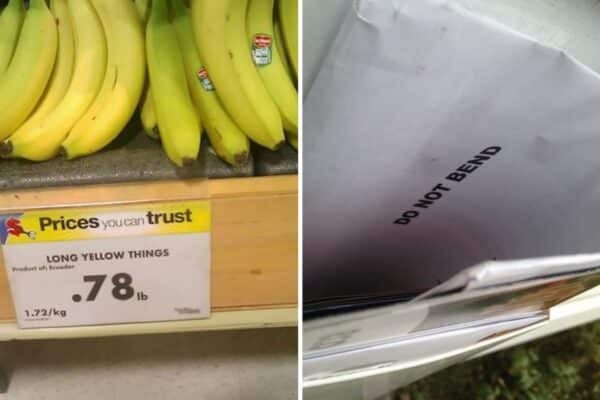 Prices you can trust
LONG YELLOW THINGS
Product of: Ecuador
.78 lb
1.72/kg
DO NOT BEND